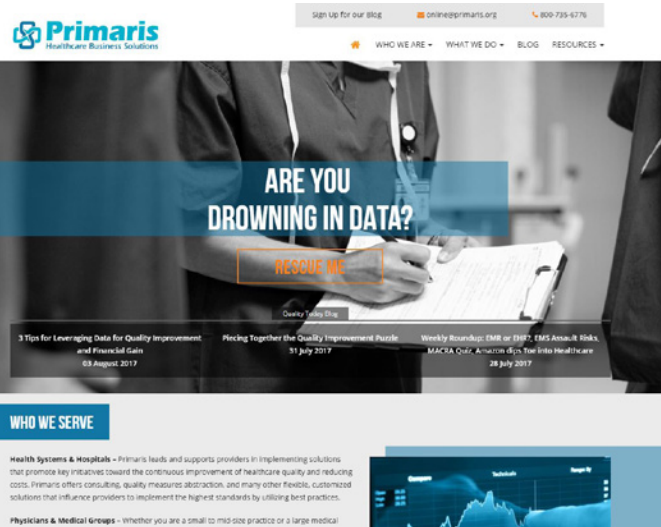 Primaris
Healthcare Business Solutions
Sign Up for our Blog
online@primaris.org
800-735-6776
WHO WE ARE
WHAT WE DO
BLOG
RESOURCES
ARE YOU
DROWNING IN DATA?
RESCUE ME
Quality Today Blog
3 Tips for Leveraging Data for Quality Improvement
and Financial Gain
03 August 2017
Piecing Together the Quality Improvement Puzzle
31 July 2017
Weekly Roundup: EMR or EHR?, EMS Assault Risks,
MACRA Quiz, Amazon dips Toe into Healthcare
28 July 2017
WHO WE SERVE
Health Systems & Hospitals – Primaris leads and supports providers in implementing solutions
that promote key initiatives toward the continuous improvement of healthcare quality and reducing
costs. Primaris offers consulting, quality measures abstraction, and many other flexible, customized
solutions that influence providers to implement the highest standards by utilizing best practices.
Physicians & Medical Groups – Whether you are a small to mid-size practice or a large medical
Compare
Technicals
Range By